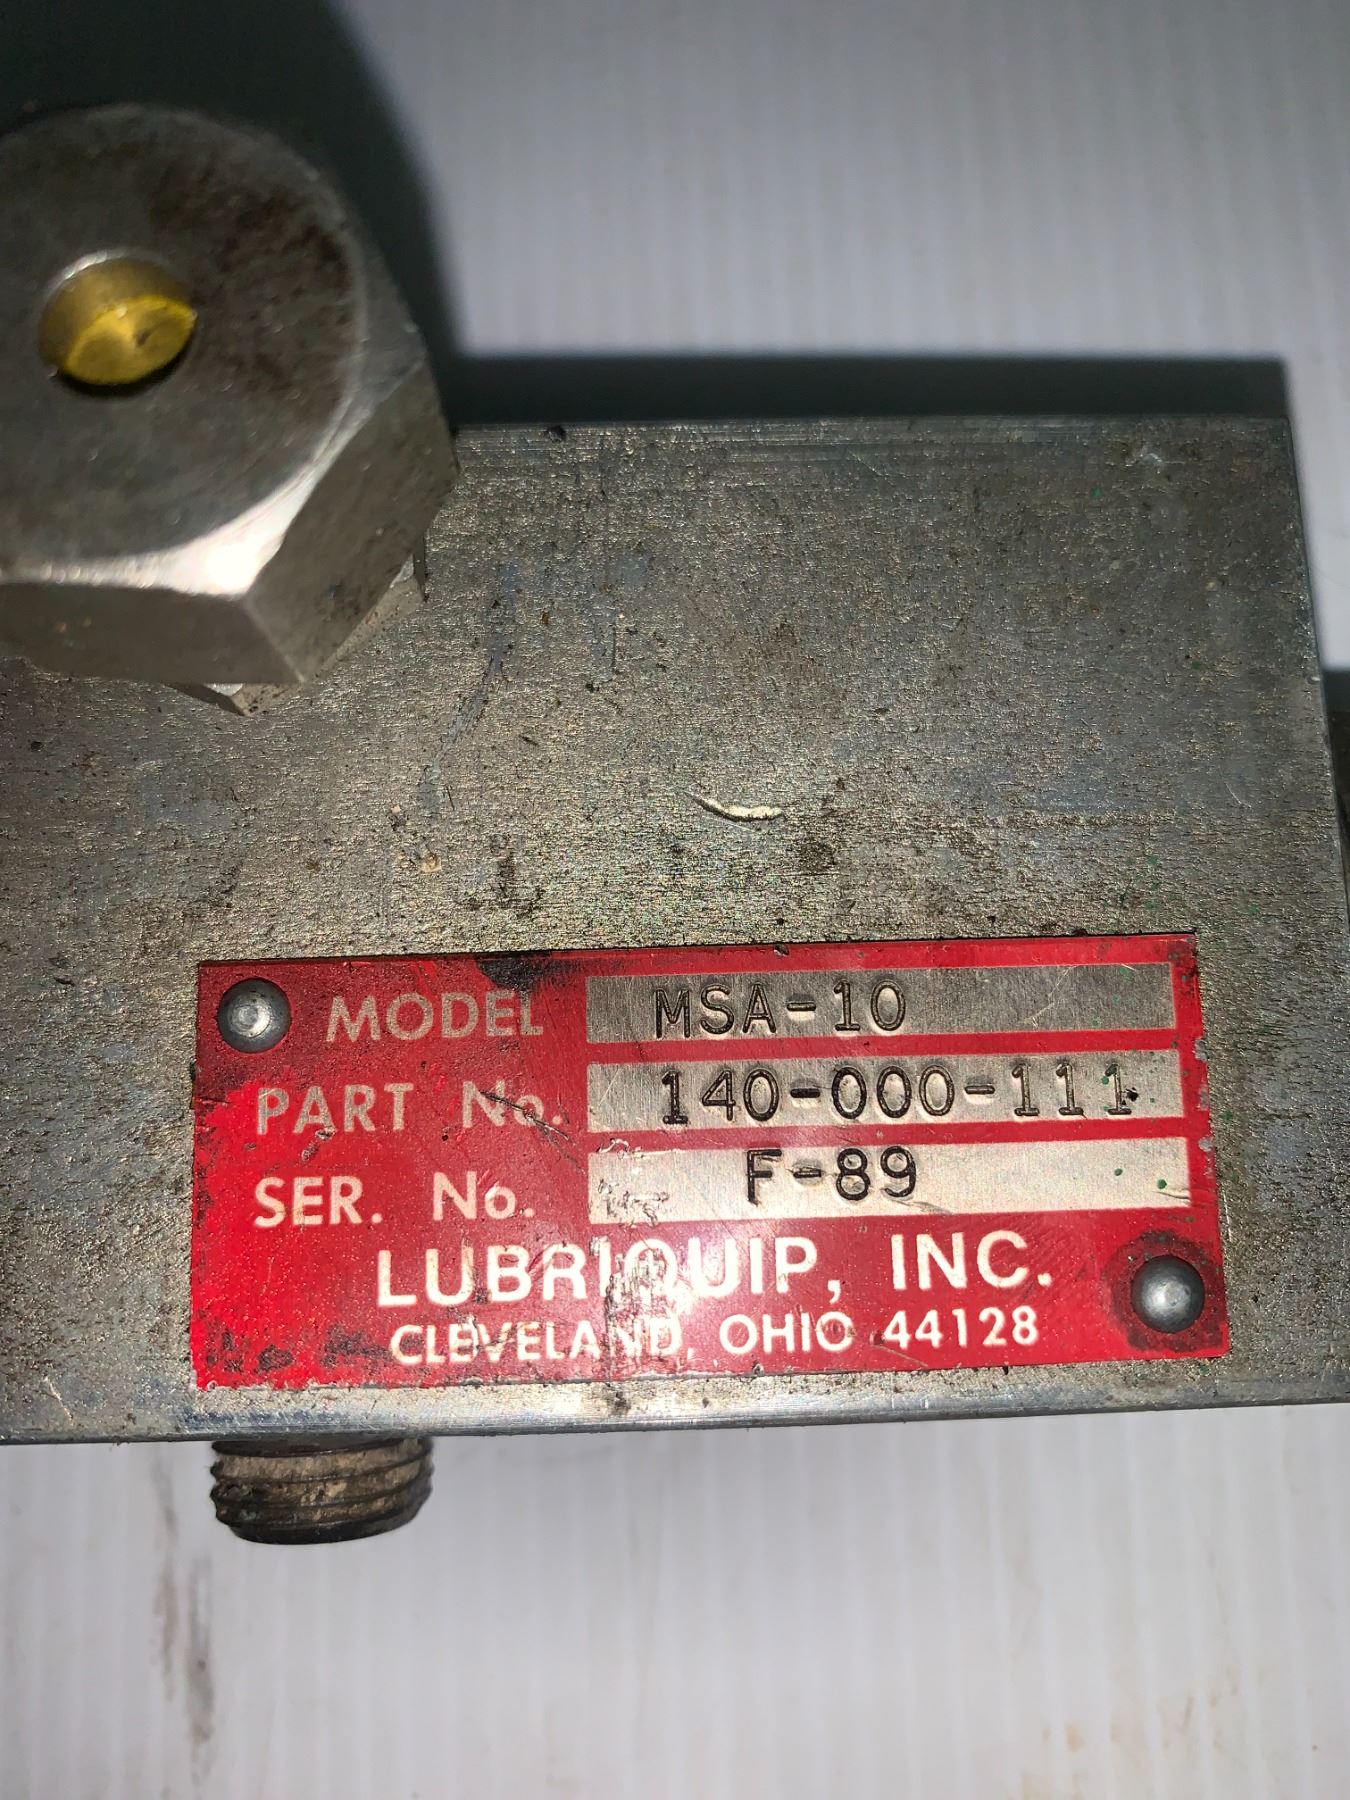 MODEL MSA-10
PART No. 140-000-111
SER. No. F-89
LUBRIQUIP, INC.
CLEVELAND, OHIO 44128